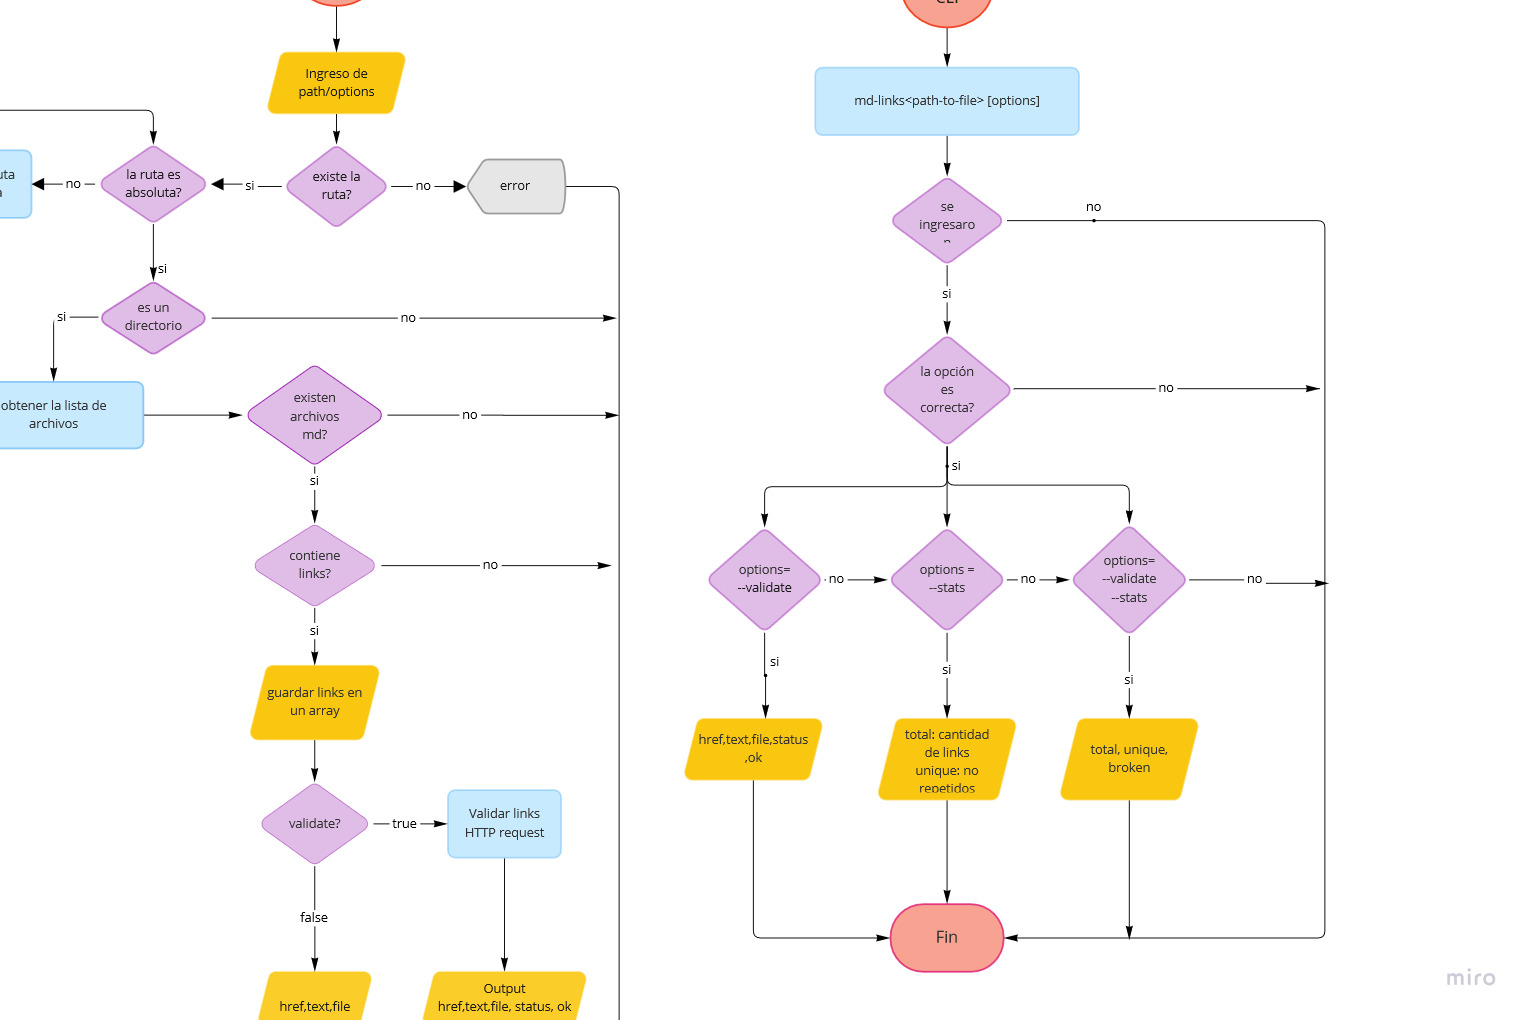 Ingreso de
path/options
existe la
ruta?
si
no
error
la ruta es
absoluta?
no
si
es un
directorio
si
no
obtener la lista de
archivos
existen
archivos
md?
no
si
contiene
links?
no
si
guardar links en
un array
validate?
true
Validar links
HTTP request
false
href,text,file
Output
href,text,file, status, ok
CLI
md-links<path-to-file> [options]
se
ingresaro
n
no
si
la opción
es
correcta?
no
si
options=
--validate
no
options =
--stats
no
options=
--validate
--stats
no
si
si
si
href,text,file,status
,ok
total: cantidad
de links
unique: no
repetidos
total, unique,
broken
Fin
miro